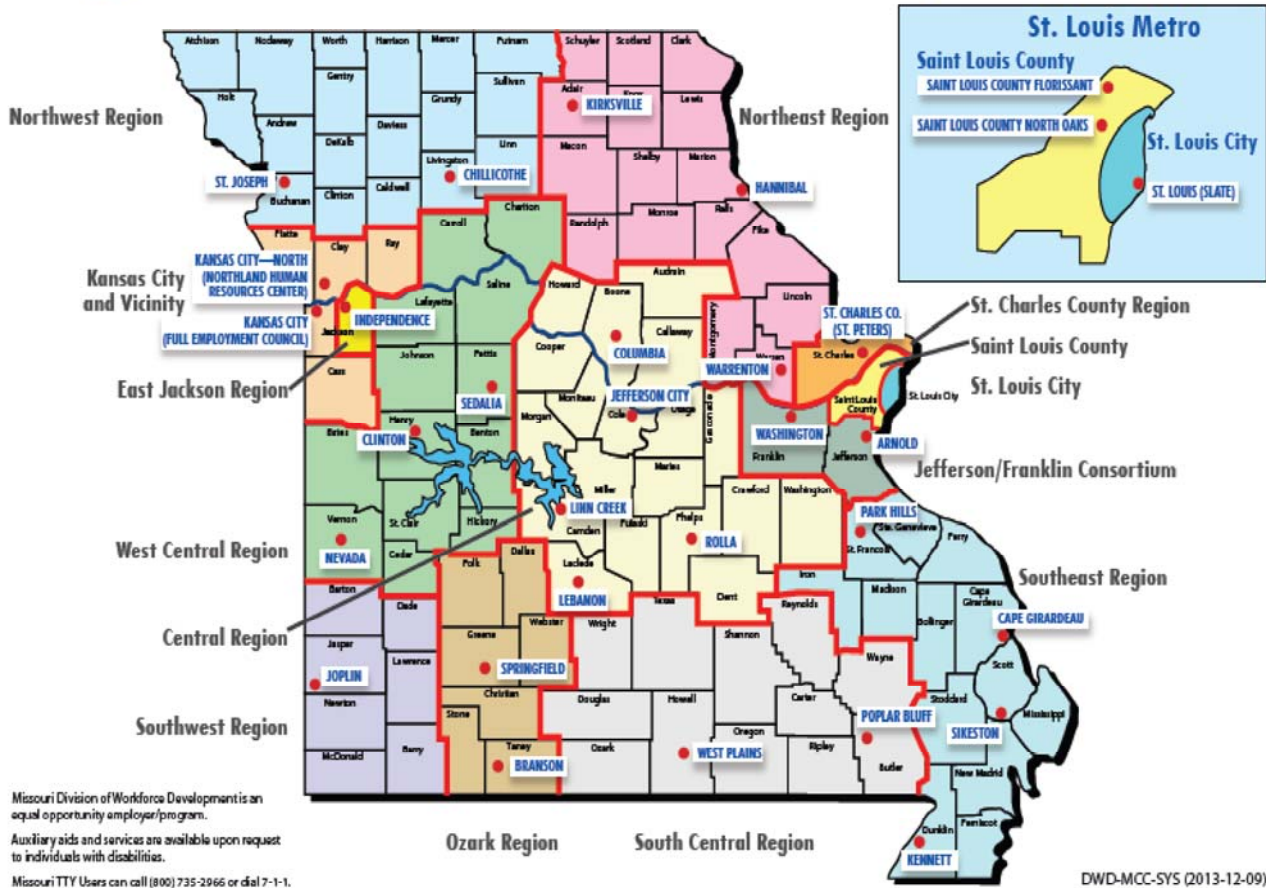 St. Louis Metro
Saint Louis County
SAINT LOUIS COUNTY FLORISSANT
SAINT LOUIS COUNTY NORTH OAKS
St. Louis City
ST. LOUIS (SLATE)
Atchison
Nodaway
Worth
Harrison
Mercer
Putnam
Schuyler
Scotland
Clark
Gentry
Sullivan
Holt
Grundy
Adair
KIRKSVILLE
Lewis
Northwest Region
Northeast Region
Andrew
DeKalb
Daviess
Linn
Macon
Shelby
Marion
Livingston
ST. JOSEPH
CHILLICOTHE
HANNIBAL
Buchanan
Clinton
Caldwell
Chariton
Carroll
Randolph
Monroe
Ralls
Platte
Clay
Ray
Pike
KANSAS CITY—NORTH
(NORTHLAND HUMAN
RESOURCES CENTER)
Kansas City
and Vicinity
Audrain
Saline
Howard
Boone
Lafayette
Lincoln
INDEPENDENCE
KANSAS CITY
(FULL EMPLOYMENT COUNCIL)
Jackson
Callaway
Montgomery
ST. CHARLES CO.
(ST. PETERS)
St. Charles County Region
Johnson
Pettis
Cooper
COLUMBIA
St. Charles
Saint Louis County
Cass
East Jackson Region
WARRENTON
Warren
SEDALIA
Moniteau
JEFFERSON CITY
St. Louis City
St. Louis City
Saint Louis
County
Morgan
Cole
Osage
Gasconade
Henry
Bates
CLINTON
Benton
WASHINGTON
ARNOLD
Franklin
Jefferson
Jefferson/Franklin Consortium
Maries
Miller
Crawford
Washington
Vernon
St. Clair
Hickory
LINN CREEK
Camden
Pulaski
Phelps
PARK HILLS
Ste. Genevieve
Perry
West Central Region
NEVADA
Cedar
ROLLA
St. Francois
Polk
Dallas
Laclede
Iron
Southeast Region
Barton
Dade
LEBANON
Dent
Madison
Cape
Girardeau
Texas
Reynolds
Bollinger
CAPE GIRARDEAU
Central Region
Greene
Webster
Wright
Shannon
Jasper
Wayne
Scott
Lawrence
SPRINGFIELD
JOPLIN
Christian
Douglas
Howell
Carter
Stoddard
Newton
Stone
Mississippi
Southwest Region
POPLAR BLUFF
SIKESTON
McDonald
Barry
Taney
BRANSON
Ozark
WEST PLAINS
Oregon
Ripley
Butler
New Madrid
Missouri Division of Workforce Development is an
equal opportunity employer/program.
Auxiliary aids and services are available upon request
to individuals with disabilities.
Missouri TTY Users can call (800) 735-2966 or dial 7-1-1.
Ozark Region
South Central Region
Dunklin
Pemiscot
KENNETT
DWD-MCC-SYS (2013-12-09)